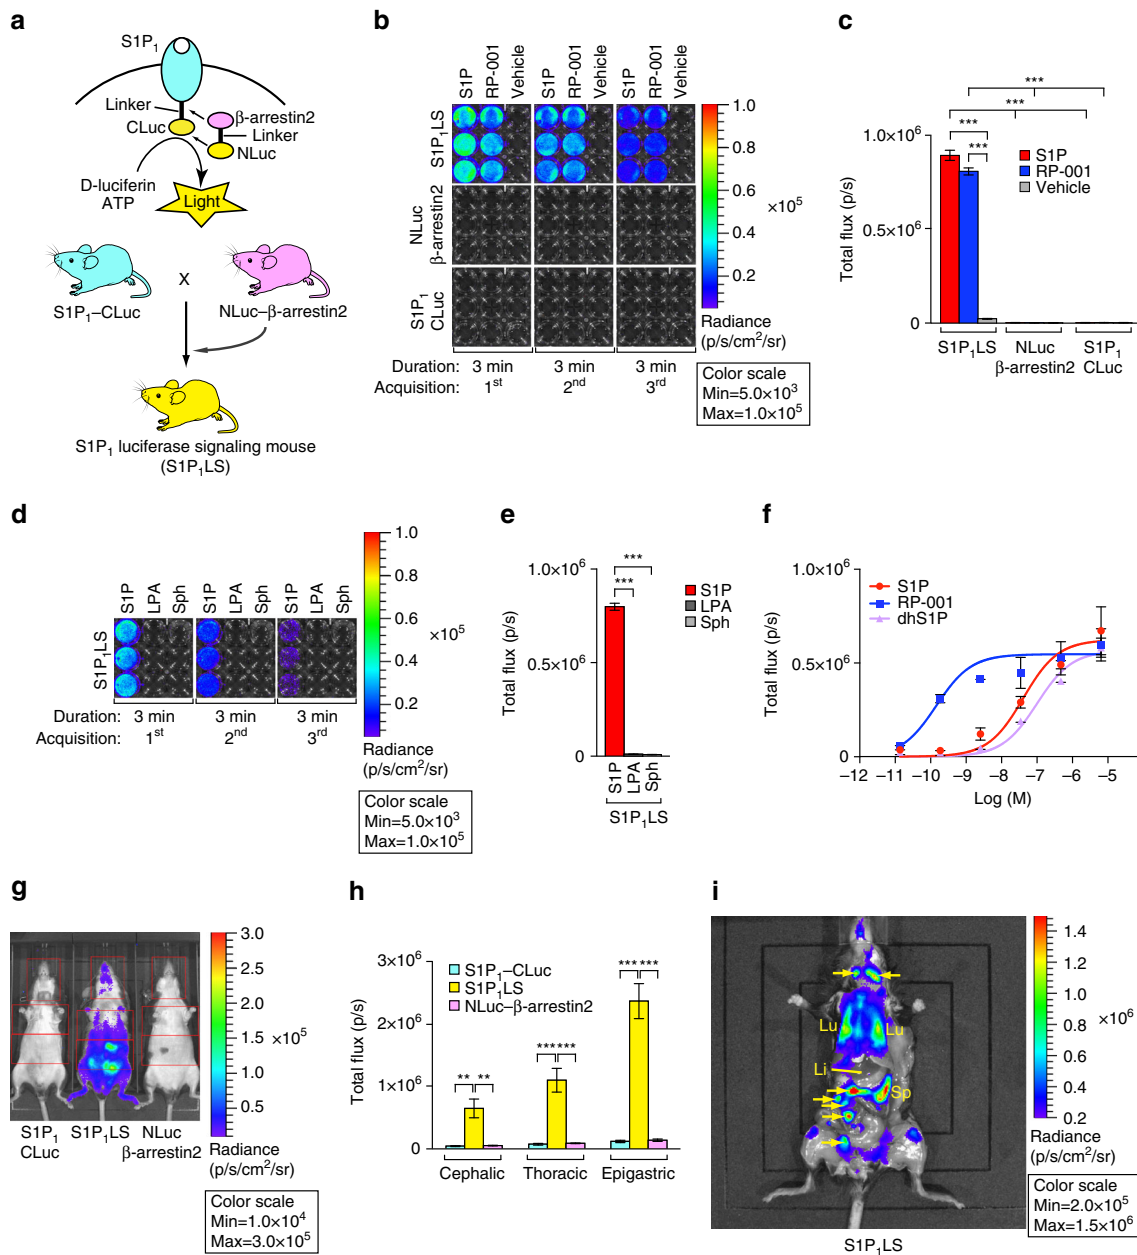 a
S1P1
Linker
β-arrestin2
CLuc
Linker
NLuc
D-luciferin
ATP
Light
X
S1P1–CLuc
NLuc–β-arrestin2
S1P1 luciferase signaling mouse
(S1P1LS)
b
S1P RP-001 Vehicle S1P RP-001 Vehicle S1P RP-001 Vehicle
S1P1LS
NLuc
β-arrestin2
S1P1
CLuc
1.0
0.8
0.6
0.4
0.2
×10^5
Radiance
(p/s/cm2/sr)
Duration: 3 min 3 min 3 min
Acquisition: 1st 2nd 3rd
Color scale
Min=5.0×10^3
Max=1.0×10^5
c
***
***
***
***
1.0×10^6
0.5×10^6
0
Total flux (p/s)
S1P
RP-001
Vehicle
S1P1LS NLuc S1P1
β-arrestin2 CLuc
d
S1P LPA Sph S1P LPA Sph S1P LPA Sph
S1P1LS
1.0
0.8
0.6
0.4
0.2
×10^5
Duration: 3 min 3 min 3 min
Acquisition: 1st 2nd 3rd
Radiance
(p/s/cm2/sr)
Color scale
Min=5.0×10^3
Max=1.0×10^5
e
***
***
1.0×10^6
0.5×10^6
0
Total flux (p/s)
S1P
LPA
Sph
S1P LPA Sph
S1P1LS
f
1.0×10^6
0.5×10^6
0
Total flux (p/s)
S1P
RP-001
dhS1P
–12 –11 –10 –9 –8 –7 –6 –5
Log (M)
g
3.0
2.5
2.0
1.5
1.0
0.5
×10^5
S1P1 S1P1LS NLuc
CLuc β-arrestin2
Radiance
(p/s/cm2/sr)
Color scale
Min=1.0×10^4
Max=3.0×10^5
h
3×10^6
2×10^6
1×10^6
0
Total flux (p/s)
S1P1–CLuc
S1P1LS
NLuc–β-arrestin2
** **
*** ***
*** ***
Cephalic Thoracic Epigastric
i
Lu Lu
Li
Sp
1.4
1.2
1.0
0.8
0.6
0.4
0.2
×10^6
Radiance
(p/s/cm2/sr)
Color scale
Min=2.0×10^5
Max=1.5×10^6
S1P1LS